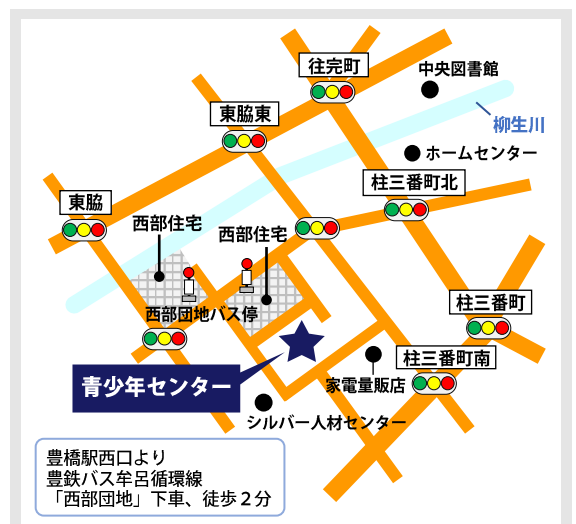 往完町
中央図書館
東脇東
柳生川
ホームセンター
柱三番町北
東脇
西部住宅
西部住宅
西部団地バス停
柱三番町
柱三番町南
青少年センター
家電量販店
シルバー人材センター
豊橋駅西口より
豊鉄バス牟呂循環線
「西部団地」下車、徒歩２分